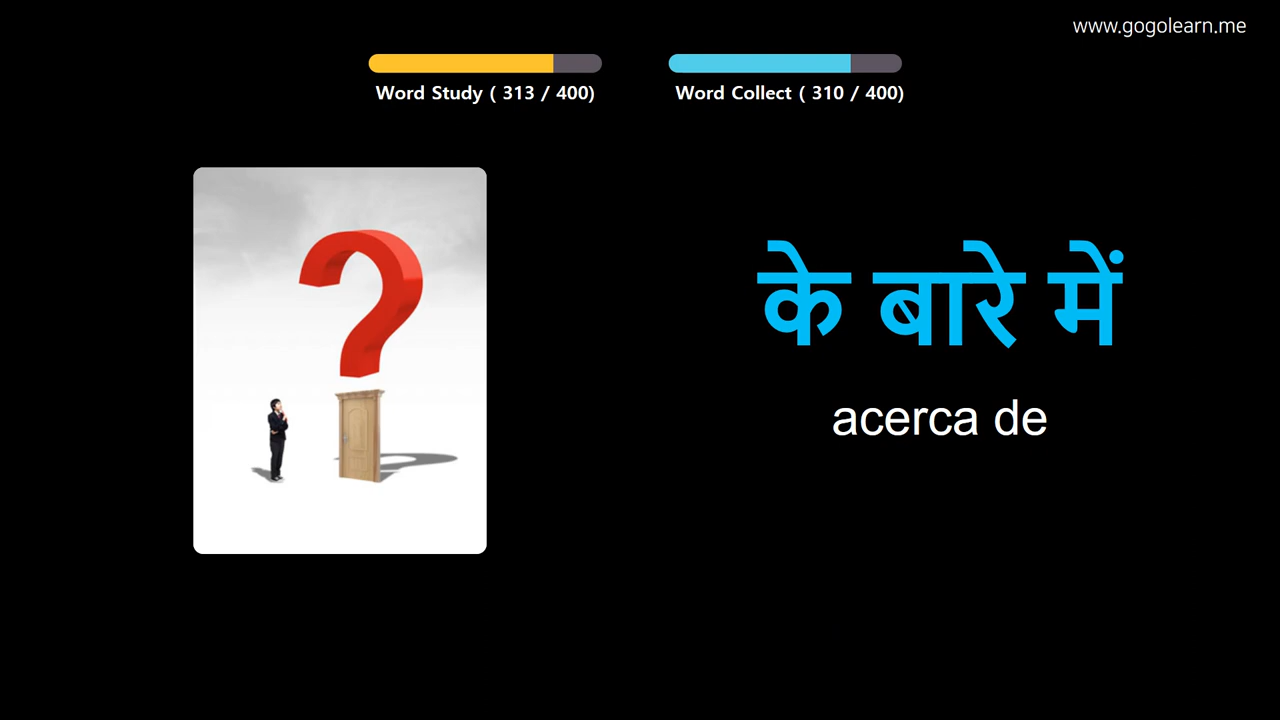 www.gogolearn.me
Word Study ( 313 / 400)
Word Collect ( 310 / 400)
के बारे में
acerca de